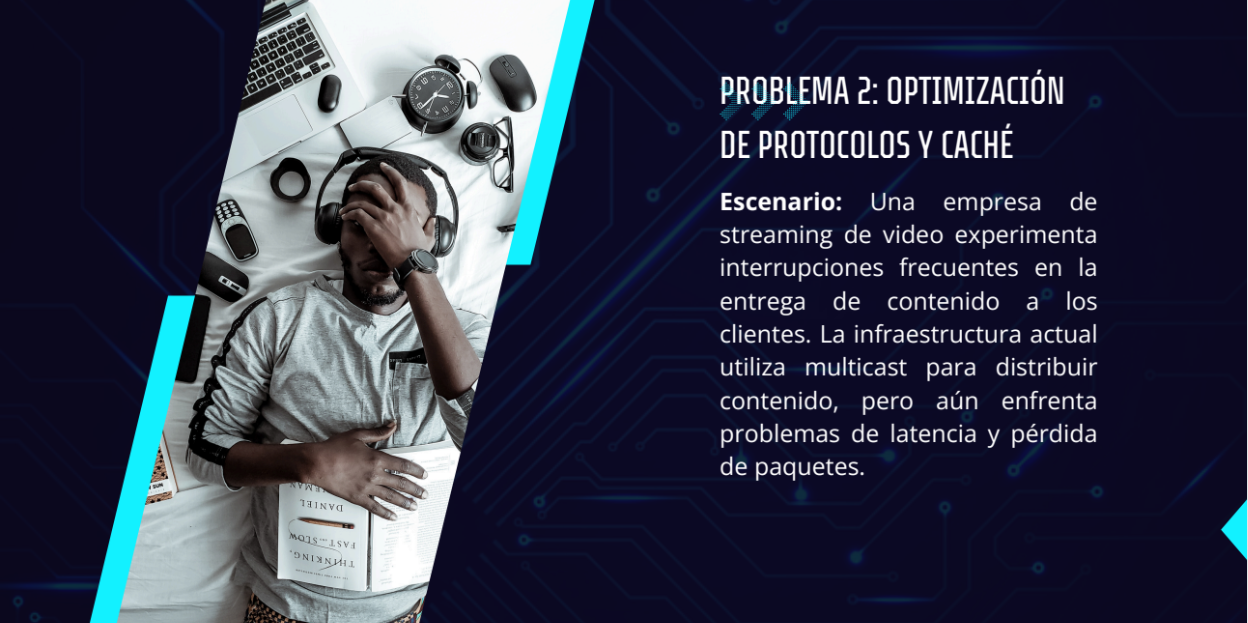 PROBLEMA 2: OPTIMIZACIÓN
DE PROTOCOLOS Y CACHÉ
Escenario: Una empresa de
streaming de video experimenta
interrupciones frecuentes en la
entrega de contenido a los
clientes. La infraestructura actual
utiliza multicast para distribuir
contenido, pero aún enfrenta
problemas de latencia y pérdida
de paquetes.
THINKING,
FAST AND SLOW
DANIEL